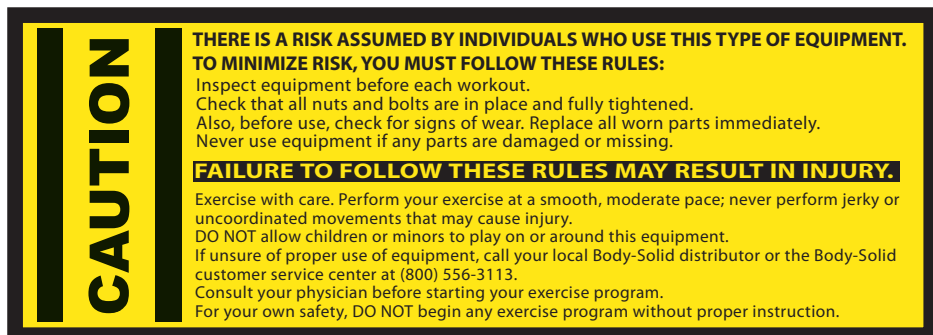 CAUTION
THERE IS A RISK ASSUMED BY INDIVIDUALS WHO USE THIS TYPE OF EQUIPMENT.
TO MINIMIZE RISK, YOU MUST FOLLOW THESE RULES:
Inspect equipment before each workout.
Check that all nuts and bolts are in place and fully tightened.
Also, before use, check for signs of wear. Replace all worn parts immediately.
Never use equipment if any parts are damaged or missing.
FAILURE TO FOLLOW THESE RULES MAY RESULT IN INJURY.
Exercise with care. Perform your exercise at a smooth, moderate pace; never perform jerky or
uncoordinated movements that may cause injury.
DO NOT allow children or minors to play on or around this equipment.
If unsure of proper use of equipment, call your local Body-Solid distributor or the Body-Solid
customer service center at (800) 556-3113.
Consult your physician before starting your exercise program.
For your own safety, DO NOT begin any exercise program without proper instruction.